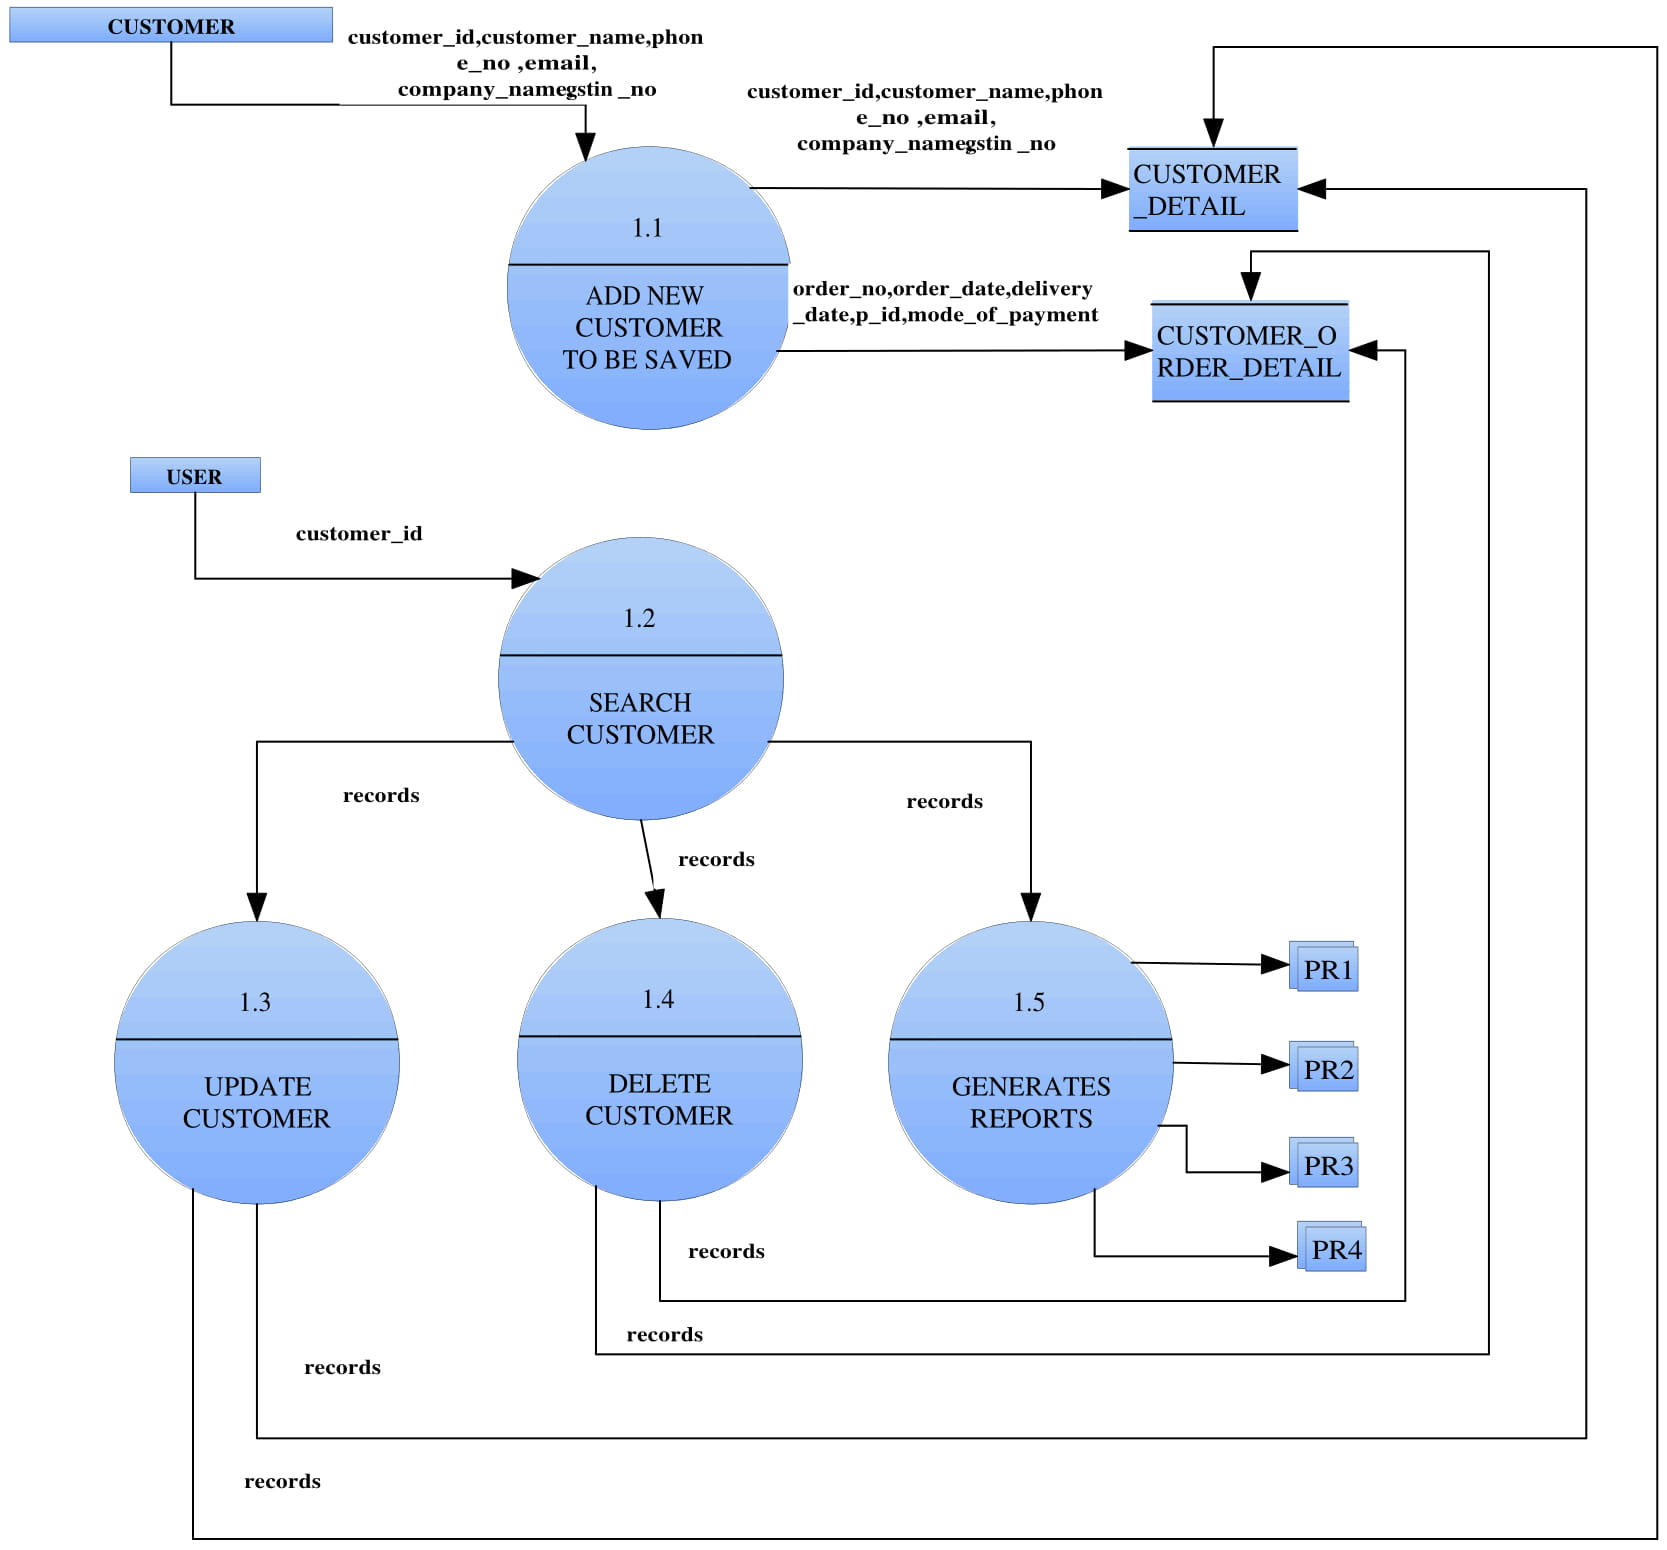 CUSTOMER
customer_id,customer_name,phon
e_no ,email,
company_namegstin _no
customer_id,customer_name,phon
e_no ,email,
company_namegstin _no
CUSTOMER
_DETAIL
1.1
ADD NEW
CUSTOMER
TO BE SAVED
order_no,order_date,delivery
_date,p_id,mode_of_payment
CUSTOMER_O
RDER_DETAIL
USER
customer_id
1.2
SEARCH
CUSTOMER
records
records
records
1.3
UPDATE
CUSTOMER
1.4
DELETE
CUSTOMER
1.5
GENERATES
REPORTS
PR1
PR2
PR3
PR4
records
records
records
records